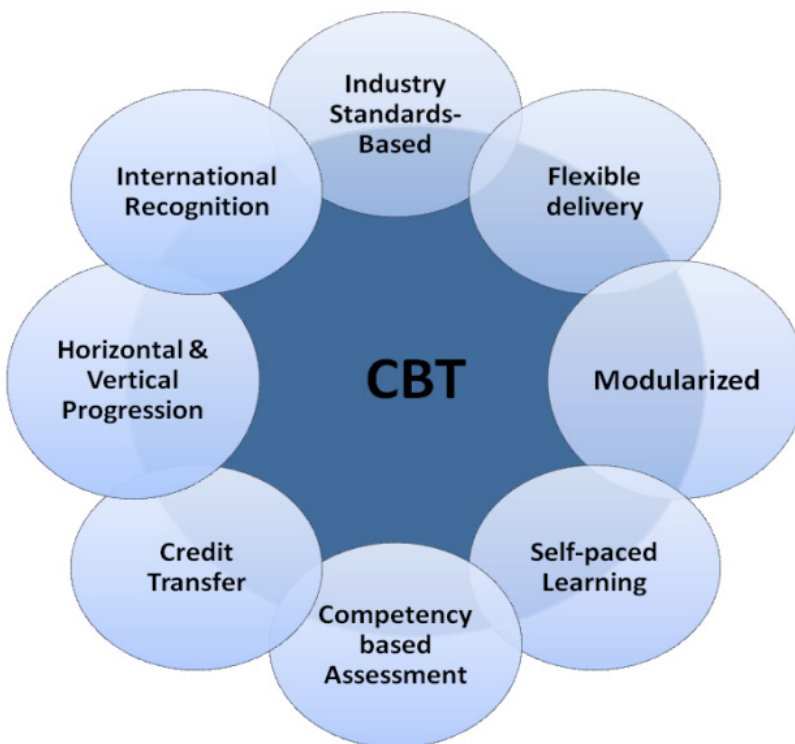 Industry
Standards-
Based
Flexible
delivery
Modularized
Self-paced
Learning
Competency
based
Assessment
Credit
Transfer
Horizontal &
Vertical
Progression
International
Recognition
CBT